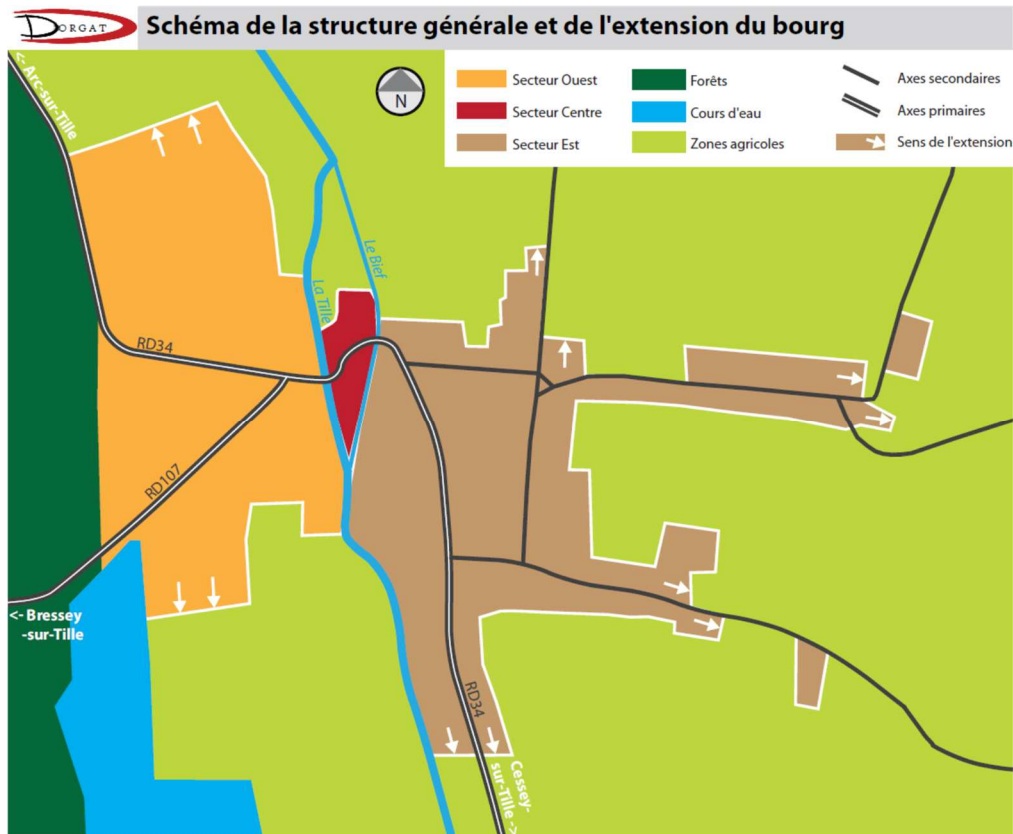 DORGAT
Schéma de la structure générale et de l'extension du bourg
Secteur Ouest
Secteur Centre
Secteur Est
Forêts
Cours d'eau
Zones agricoles
Axes secondaires
Axes primaires
Sens de l'extension
N
<- Arc-sur-Tille
Le Bief
La Tille
RD34
RD107
<- Bressey
-sur-Tille
RD34
Cessey-
sur-Tille ->